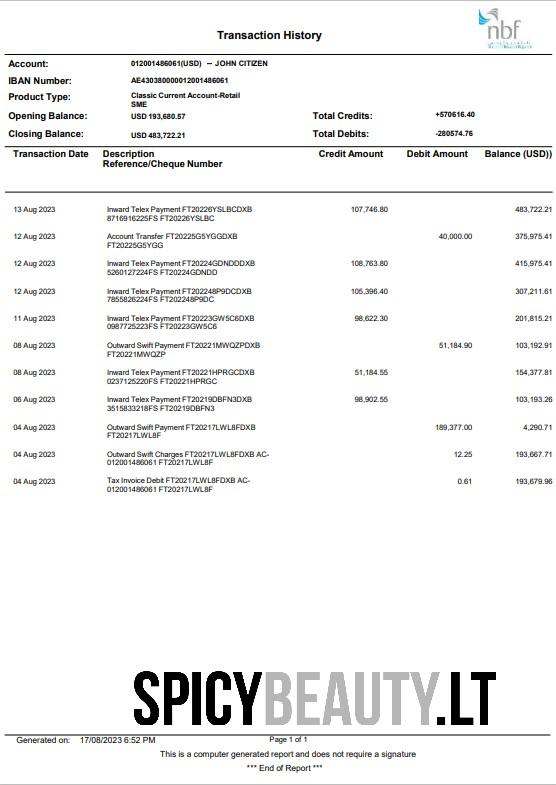 nbf
Transaction History
Account: 012001486061(USD) -- JOHN CITIZEN
IBAN Number: AE430380000012001486061
Product Type: Classic Current Account-Retail
SME
Opening Balance: USD 193,680.57 Total Credits: +570616.40
Closing Balance: USD 483,722.21 Total Debits: -280574.76
Transaction Date Description Credit Amount Debit Amount Balance (USD))
Reference/Cheque Number
13 Aug 2023 Inward Telex Payment FT20226YSLBCDXB 107,746.80 483,722.21
8716916225FS FT20226YSLBC
12 Aug 2023 Account Transfer FT20225G5YGGDXB 40,000.00 375,975.41
FT20225G5YGG
12 Aug 2023 Inward Telex Payment FT20224GDNDDDXB 108,763.80 415,975.41
5260127224FS FT20224GDNDD
12 Aug 2023 Inward Telex Payment FT202248P9DCDXB 105,396.40 307,211.61
7855826224FS FT202248P9DC
11 Aug 2023 Inward Telex Payment FT20223GW5C6DXB 98,622.30 201,815.21
0987725223FS FT20223GW5C6
08 Aug 2023 Outward Swift Payment FT20221MWQZPDXB 51,184.90 103,192.91
FT20221MWQZP
08 Aug 2023 Inward Telex Payment FT20221HPRGCDXB 51,184.55 154,377.81
0237125220FS FT20221HPRGC
06 Aug 2023 Inward Telex Payment FT20219DBFN3DXB 98,902.55 103,193.26
3515833218FS FT20219DBFN3
04 Aug 2023 Outward Swift Payment FT20217LWL8FDXB 189,377.00 4,290.71
FT20217LWL8F
04 Aug 2023 Outward Swift Charges FT20217LWL8FDXB AC- 12.25 193,667.71
012001486061 FT20217LWL8F
04 Aug 2023 Tax Invoice Debit FT20217LWL8FDXB AC- 0.61 193,679.96
012001486061 FT20217LWL8F
SPICYBEAUTY.LT
Generated on: 17/08/2023 6:52 PM Page 1 of 1
This is a computer generated report and does not require a signature
*** End of Report ***